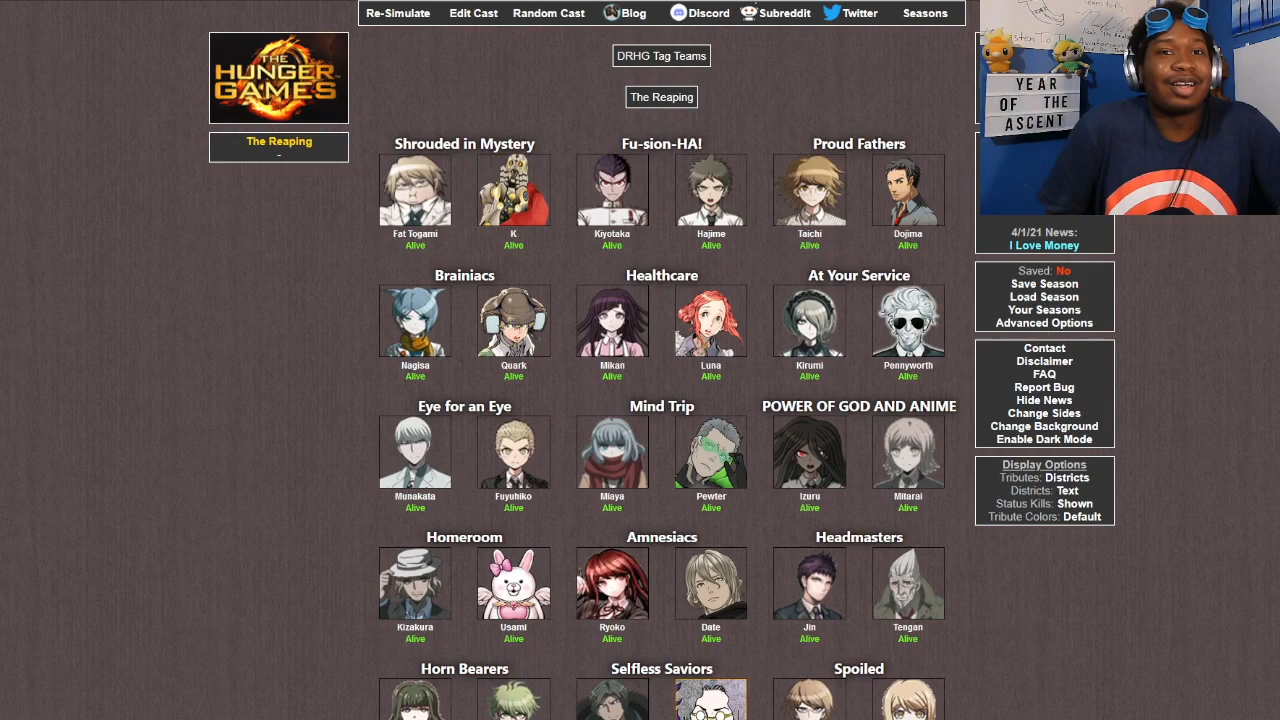 Re-Simulate Edit Cast Random Cast Blog Discord Subreddit Twitter Seasons
THE
HUNGER
GAMES
The Reaping
-
DRHG Tag Teams
The Reaping
Shrouded in Mystery Fu-sion-HA! Proud Fathers
Fat Togami K Kiyotaka Hajime Taichi Dojima
Alive Alive Alive Alive Alive Alive
Brainiacs Healthcare At Your Service
Nagisa Quark Mikan Luna Kirumi Pennyworth
Alive Alive Alive Alive Alive Alive
Eye for an Eye Mind Trip POWER OF GOD AND ANIME
Munakata Fuyuhiko Miaya Pewter Izuru Mitarai
Alive Alive Alive Alive Alive Alive
Homeroom Amnesiacs Headmasters
Kizakura Usami Ryoko Date Jin Tengan
Alive Alive Alive Alive Alive Alive
Horn Bearers Selfless Saviors Spoiled
YEAR
OF THE
ASCENT
4/1/21 News:
I Love Money
Saved: No
Save Season
Load Season
Your Seasons
Advanced Options
Contact
Disclaimer
FAQ
Report Bug
Hide News
Change Sides
Change Background
Enable Dark Mode
Display Options
Tributes: Districts
Districts: Text
Status Kills: Shown
Tribute Colors: Default